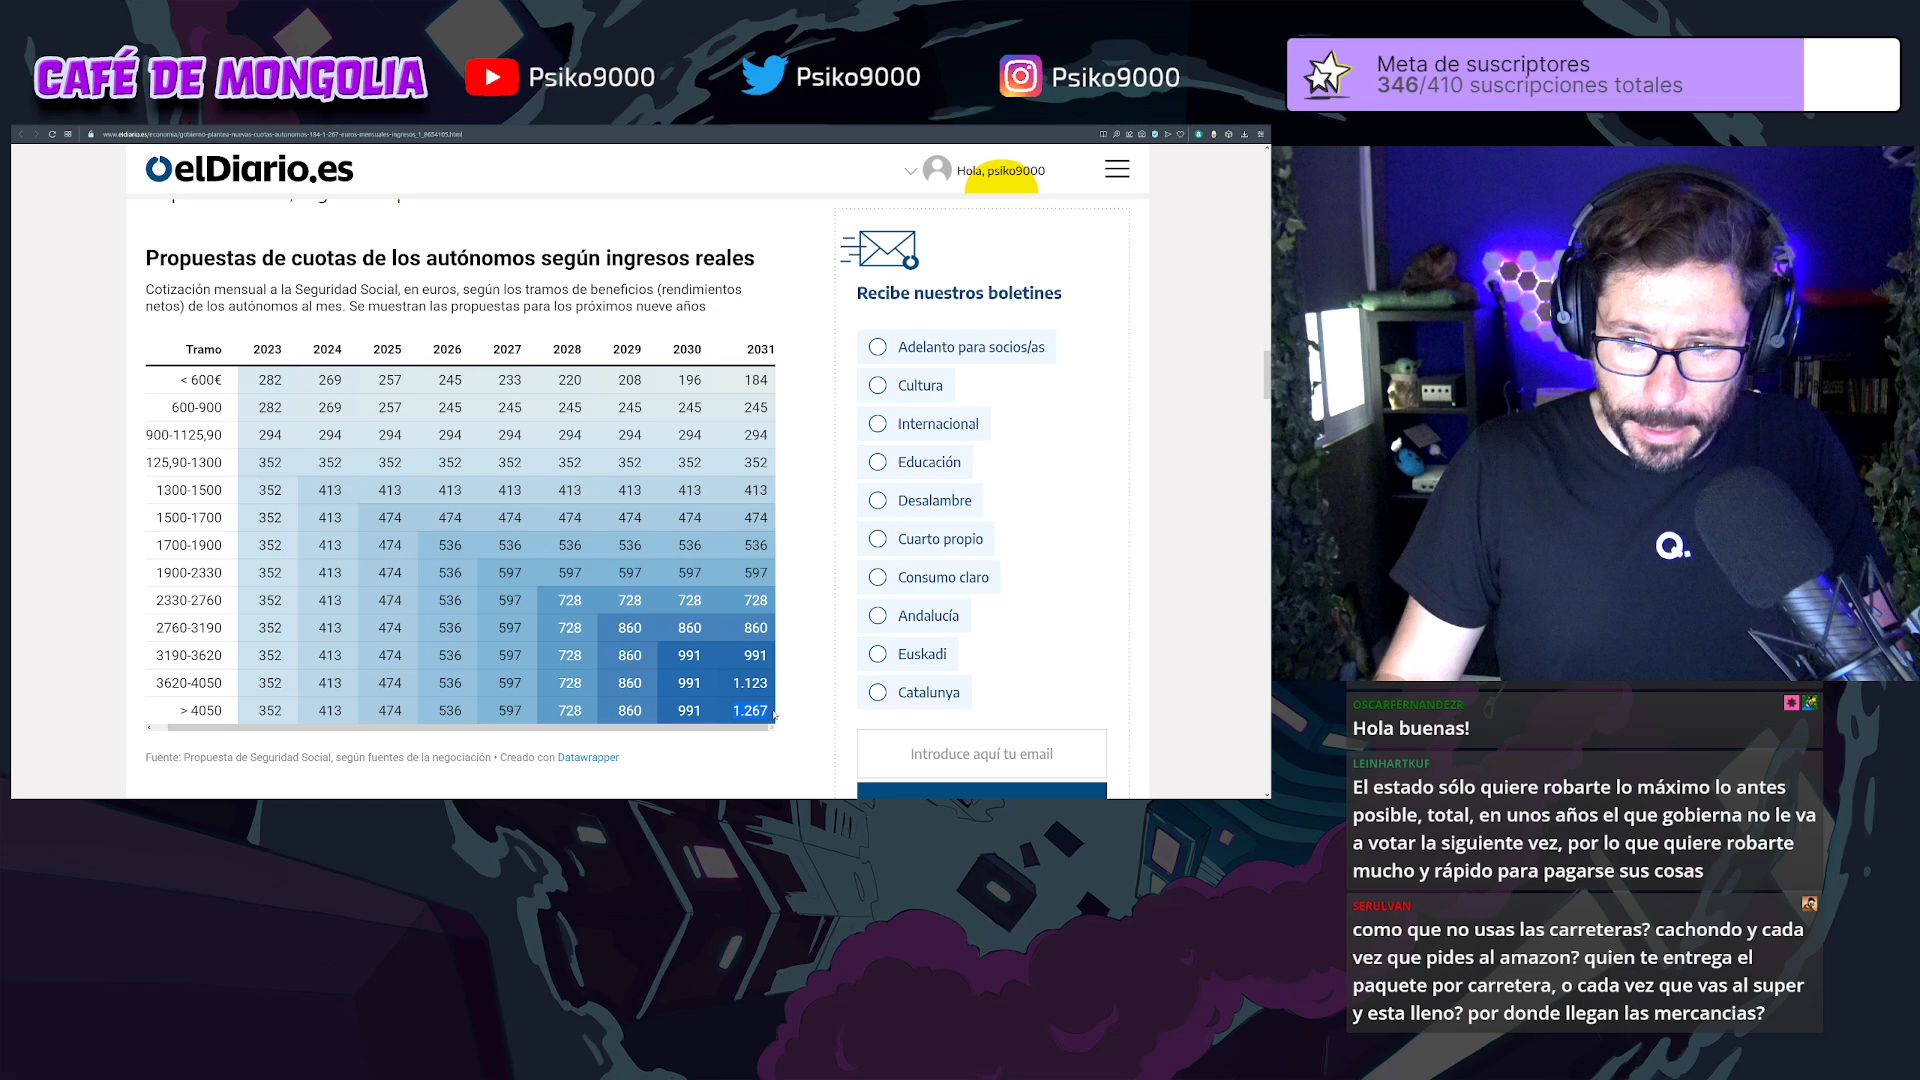 CAFÉ DE MONGOLIA
Psiko9000
Psiko9000
Psiko9000
Meta de suscriptores
346/410 suscripciones totales
www.eldiario.es/economia/gobierno-plantea-nuevas-cuotas-autonomos-184-1-267-euros-mensuales-ingresos_1_8654105.html
elDiario.es
Hola, psiko9000
Propuestas de cuotas de los autónomos según ingresos reales
Cotización mensual a la Seguridad Social, en euros, según los tramos de beneficios (rendimientos
netos) de los autónomos al mes. Se muestran las propuestas para los próximos nueve años
Tramo 2023 2024 2025 2026 2027 2028 2029 2030 2031
< 600€ 282 269 257 245 233 220 208 196 184
600-900 282 269 257 245 245 245 245 245 245
900-1125,90 294 294 294 294 294 294 294 294 294
125,90-1300 352 352 352 352 352 352 352 352 352
1300-1500 352 413 413 413 413 413 413 413 413
1500-1700 352 413 474 474 474 474 474 474 474
1700-1900 352 413 474 536 536 536 536 536 536
1900-2330 352 413 474 536 597 597 597 597 597
2330-2760 352 413 474 536 597 728 728 728 728
2760-3190 352 413 474 536 597 728 860 860 860
3190-3620 352 413 474 536 597 728 860 991 991
3620-4050 352 413 474 536 597 728 860 991 1.123
> 4050 352 413 474 536 597 728 860 991 1.267
Fuente: Propuesta de Seguridad Social, según fuentes de la negociación • Creado con Datawrapper
Recibe nuestros boletines
Adelanto para socios/as
Cultura
Internacional
Educación
Desalambre
Cuarto propio
Consumo claro
Andalucía
Euskadi
Catalunya
Introduce aquí tu email
Q.
OSCARFERNANDEZR
Hola buenas!
LEINHARTKUF
El estado sólo quiere robarte lo máximo lo antes
posible, total, en unos años el que gobierna no le va
a votar la siguiente vez, por lo que quiere robarte
mucho y rápido para pagarse sus cosas
SERULVAN
como que no usas las carreteras? cachondo y cada
vez que pides al amazon? quien te entrega el
paquete por carretera, o cada vez que vas al super
y esta lleno? por donde llegan las mercancias?